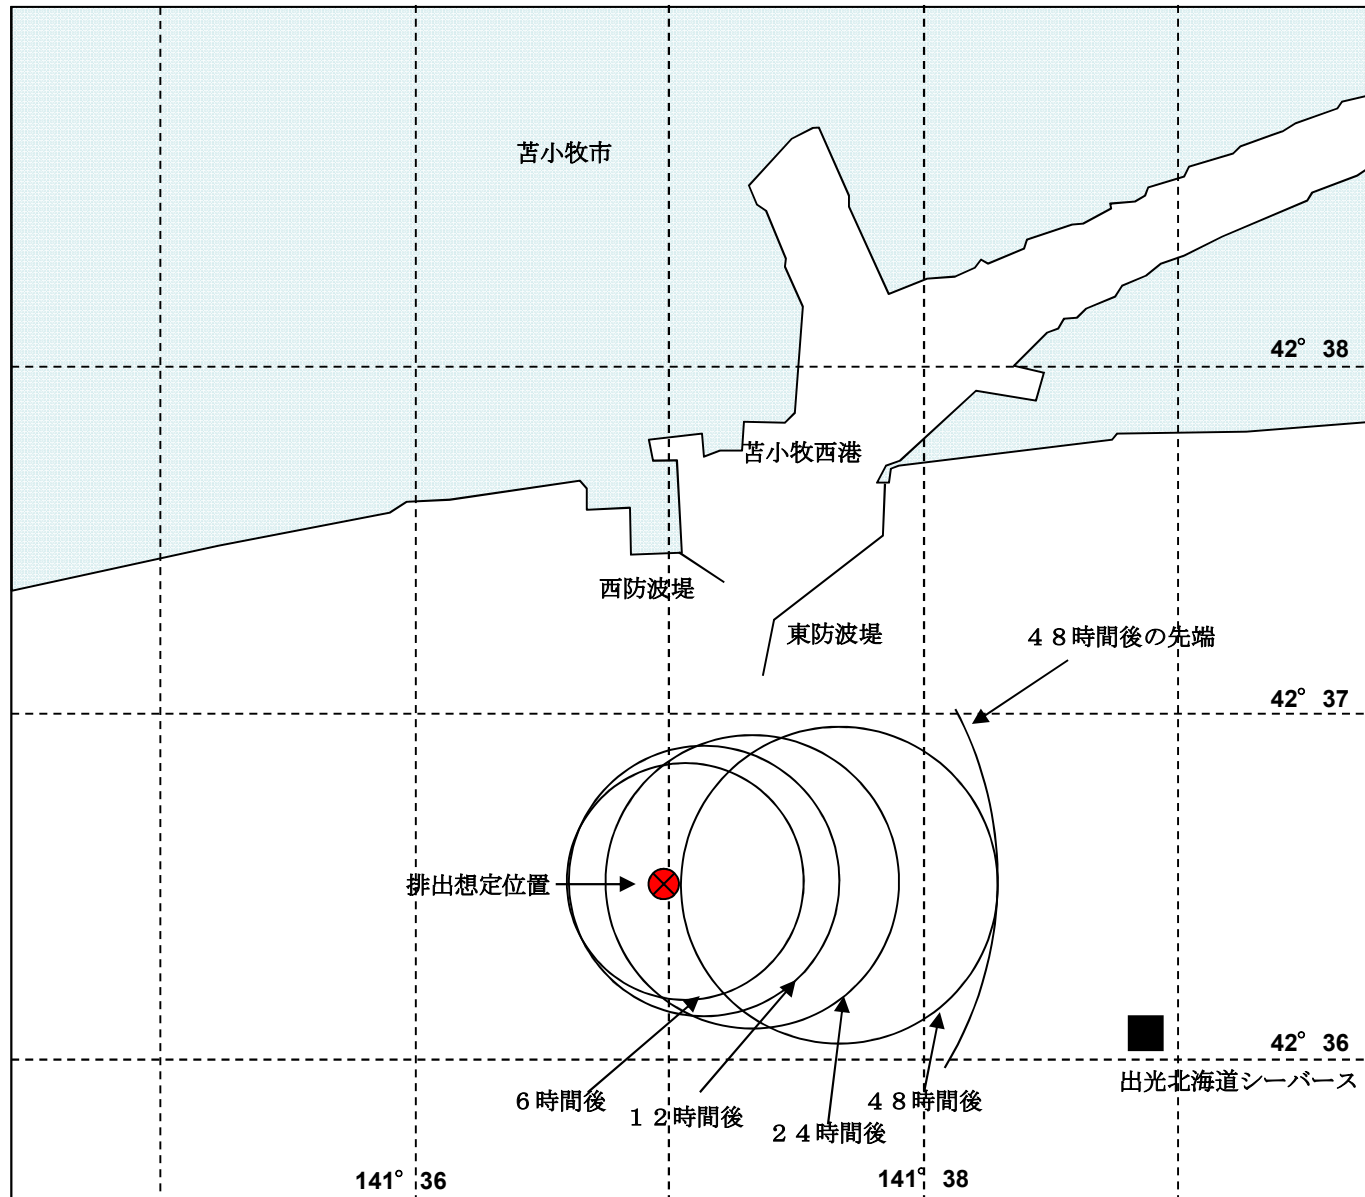 苫小牧市
42° 38
苫小牧西港
西防波堤
東防波堤
４８時間後の先端
42° 37
排出想定位置
42° 36
出光北海道シーバース
６時間後
１２時間後
２４時間後
４８時間後
141° 36
141° 38